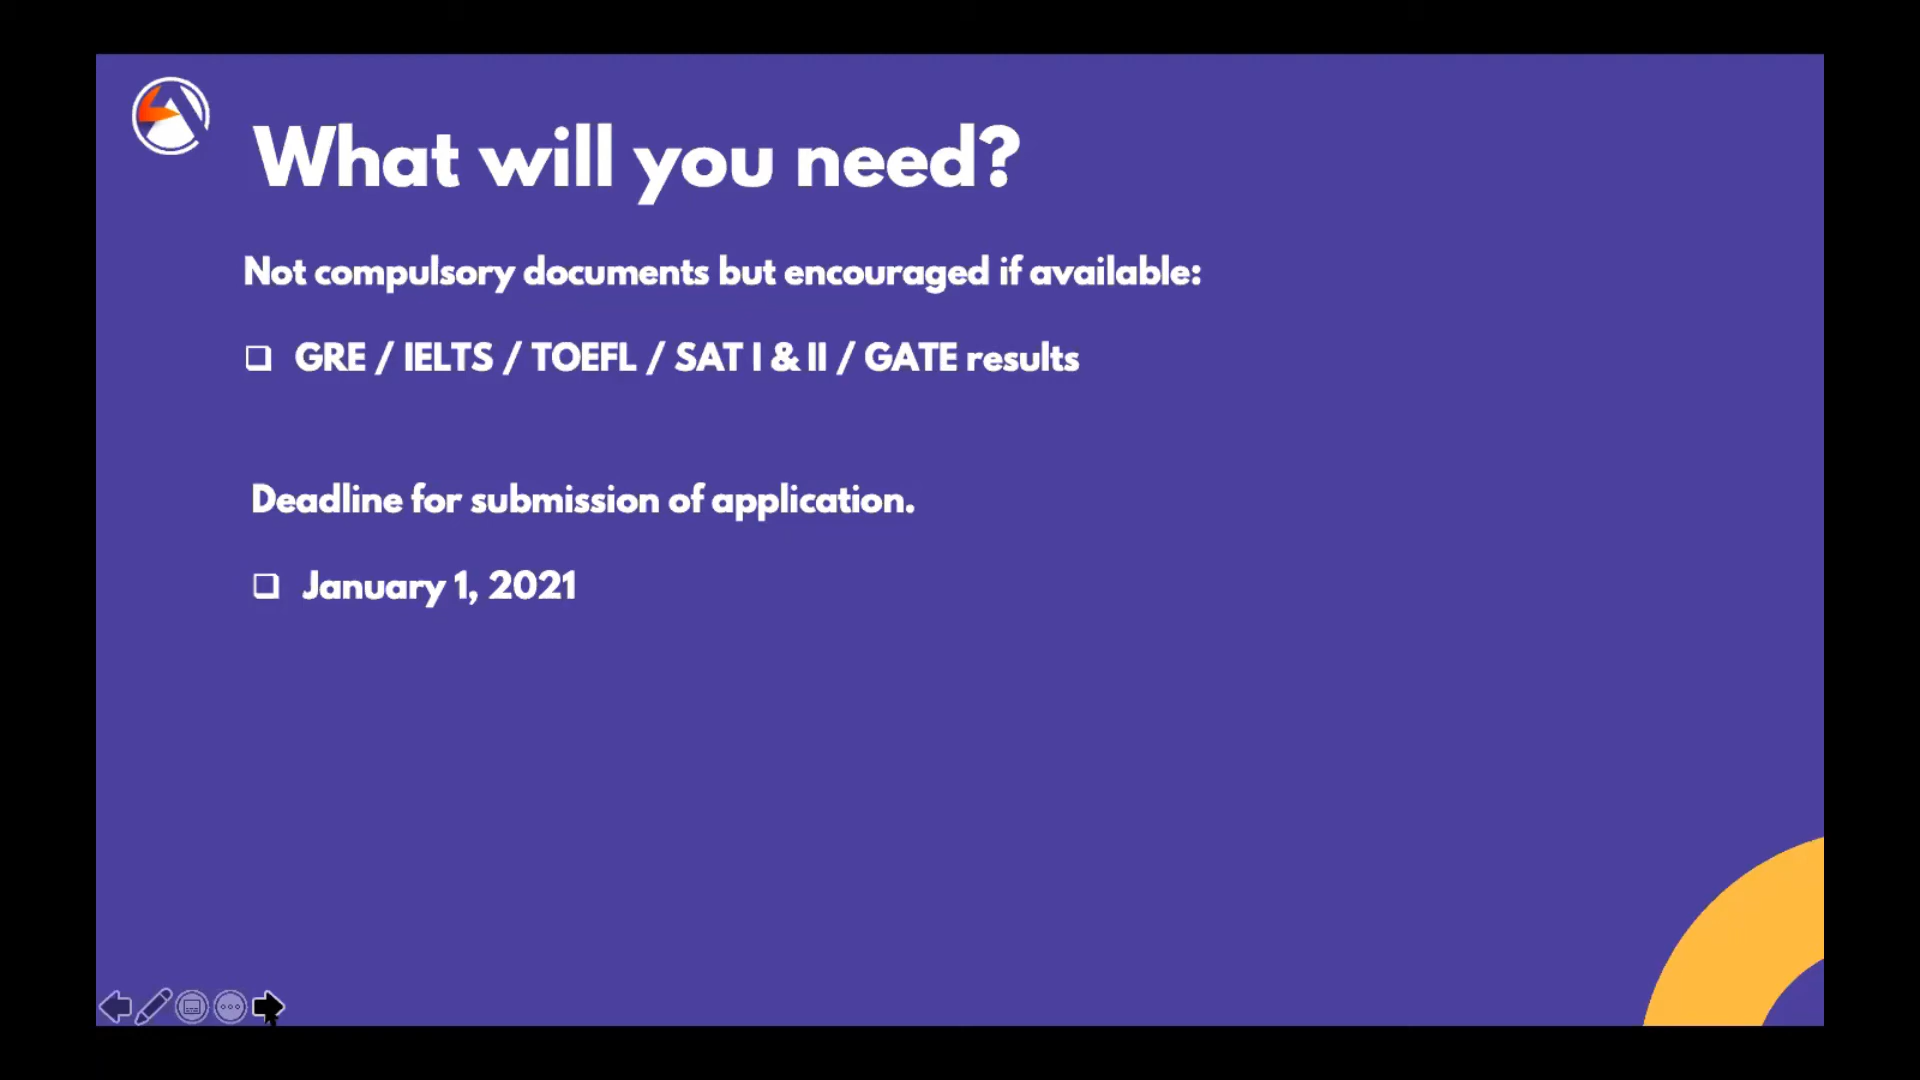 What will you need?
Not compulsory documents but encouraged if available:
❑ GRE / IELTS / TOEFL / SAT I & II / GATE results
Deadline for submission of application.
❑ January 1, 2021